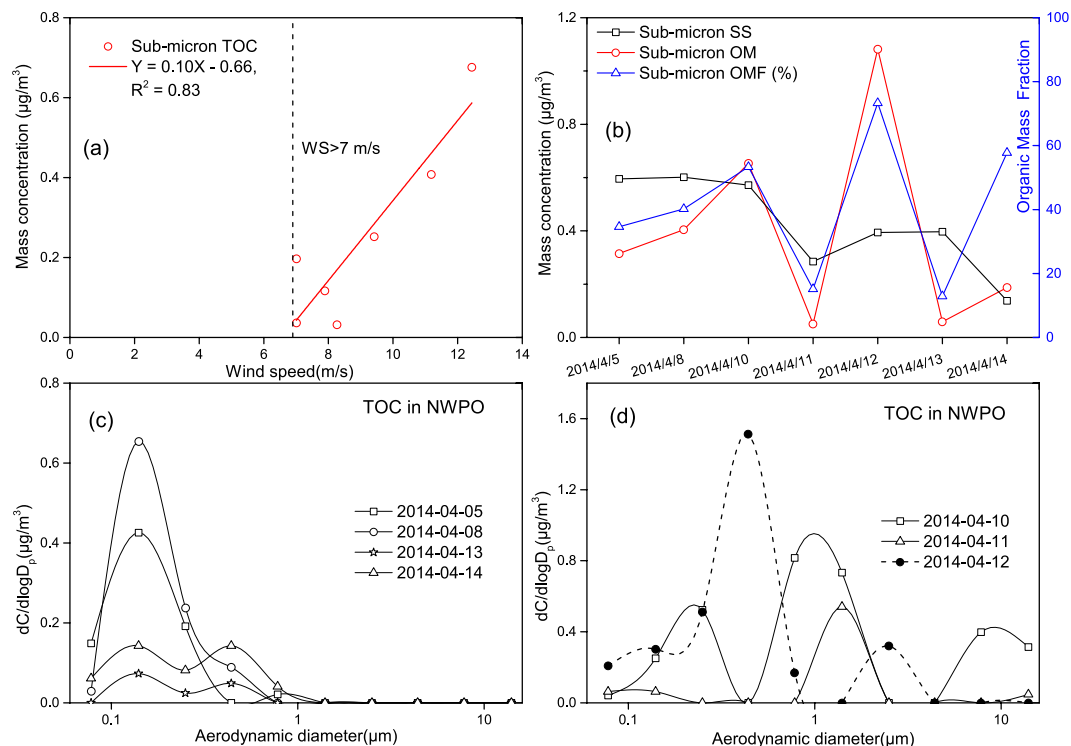 0.8
0.6
0.4
0.2
0.0
Mass concentration (µg/m³)
Sub-micron TOC
Y = 0.10X - 0.66,
R² = 0.83
(a)
WS>7 m/s
0 2 4 6 8 10 12 14
Wind speed(m/s)
1.2
0.8
0.4
0.0
Mass concentration (µg/m³)
Sub-micron SS
Sub-micron OM
Sub-micron OMF (%)
(b)
100
80
60
40
20
0
Organic Mass Fraction
2014/4/5 2014/4/8 2014/4/10 2014/4/11 2014/4/12 2014/4/13 2014/4/14
0.8
0.6
0.4
0.2
0.0
dC/dlogDp(µg/m³)
(c)
TOC in NWPO
2014-04-05
2014-04-08
2014-04-13
2014-04-14
0.1 1 10
Aerodynamic diameter(µm)
1.6
1.2
0.8
0.4
0.0
dC/dlogDp(µg/m³)
(d)
TOC in NWPO
2014-04-10
2014-04-11
2014-04-12
0.1 1 10
Aerodynamic diameter(µm)